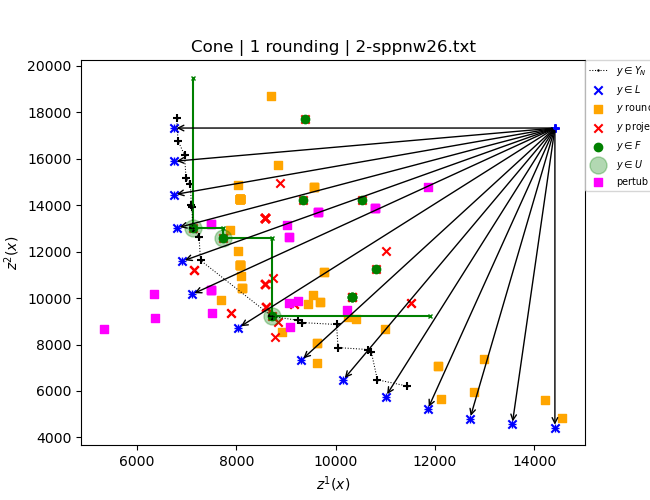 Cone | 1 rounding | 2-sppnw26.txt
20000
18000
16000
14000
12000
10000
8000
6000
4000
z²(x)
6000 8000 10000 12000 14000
z¹(x)
y ∈ Y_N
y ∈ L
y roun
y proje
y ∈ F
y ∈ U
pertub